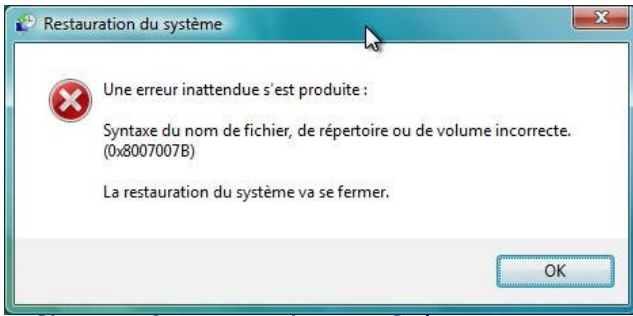 Restauration du système
Une erreur inattendue s'est produite :
Syntaxe du nom de fichier, de répertoire ou de volume incorrecte.
(0x8007007B)
La restauration du système va se fermer.
OK